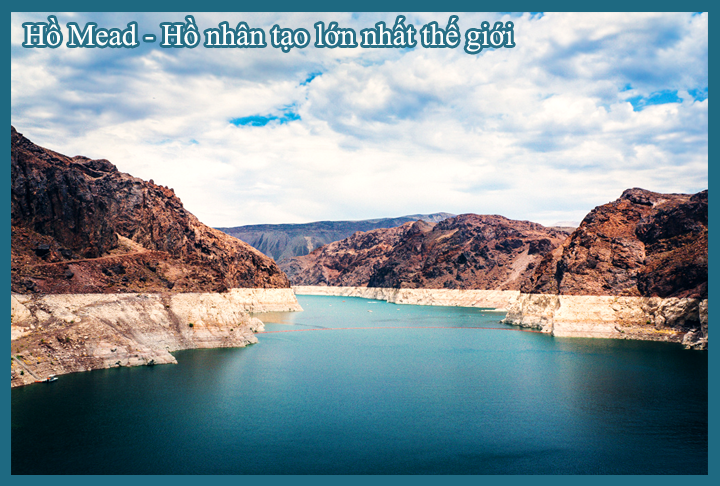 Hồ Mead - Hồ nhân tạo lớn nhất thế giới